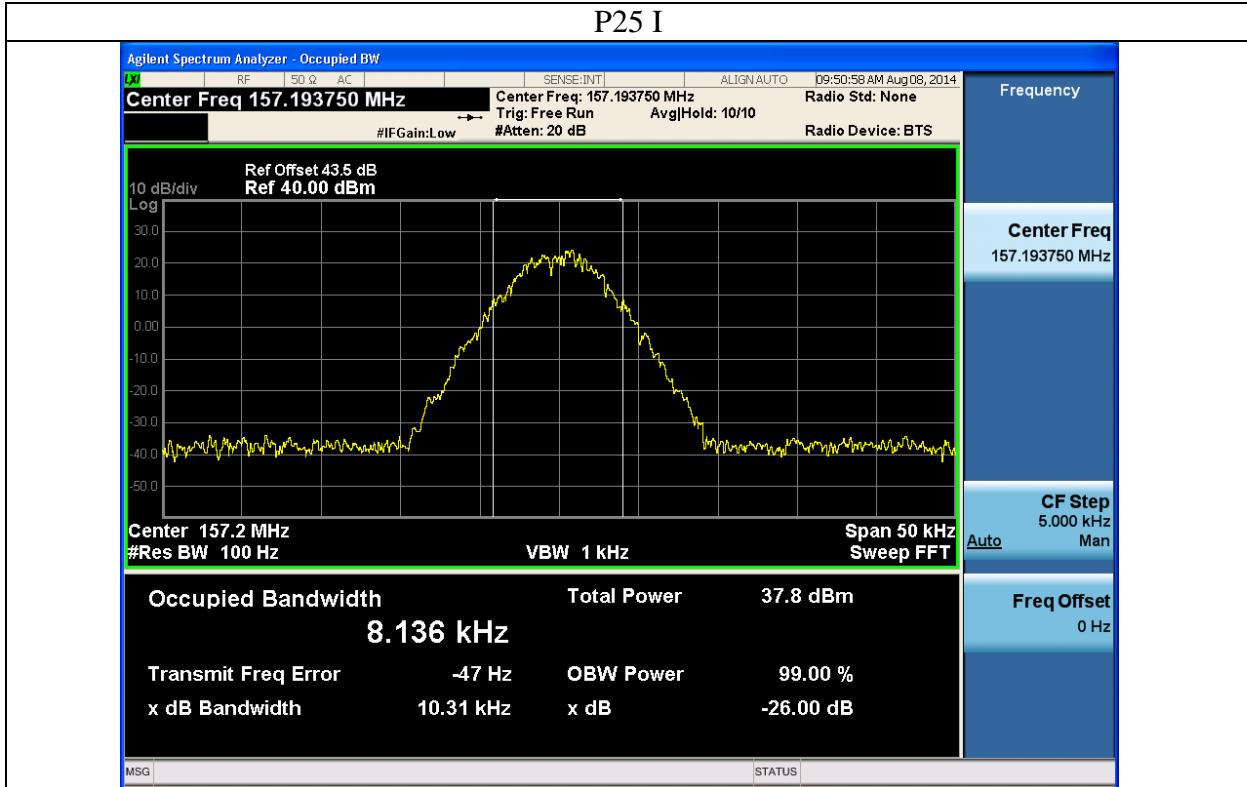 P25 I
Agilent Spectrum Analyzer - Occupied BW
LXI RF 50 Ω AC SENSE:INT ALIGN AUTO 09:50:58 AM Aug 08, 2014
Center Freq 157.193750 MHz
Center Freq: 157.193750 MHz
Radio Std: None
Trig: Free Run Avg|Hold: 10/10
#IFGain:Low
#Atten: 20 dB
Radio Device: BTS
Ref Offset 43.5 dB
10 dB/div Ref 40.00 dBm
Log
30.0
20.0
10.0
0.00
-10.0
-20.0
-30.0
-40.0
-50.0
Center 157.2 MHz
Span 50 kHz
#Res BW 100 Hz
VBW 1 kHz
Sweep FFT
Occupied Bandwidth
8.136 kHz
Total Power 37.8 dBm
Transmit Freq Error -47 Hz
OBW Power 99.00 %
x dB Bandwidth 10.31 kHz
x dB -26.00 dB
MSG
STATUS
Frequency
Center Freq
157.193750 MHz
CF Step
5.000 kHz
Auto Man
Freq Offset
0 Hz